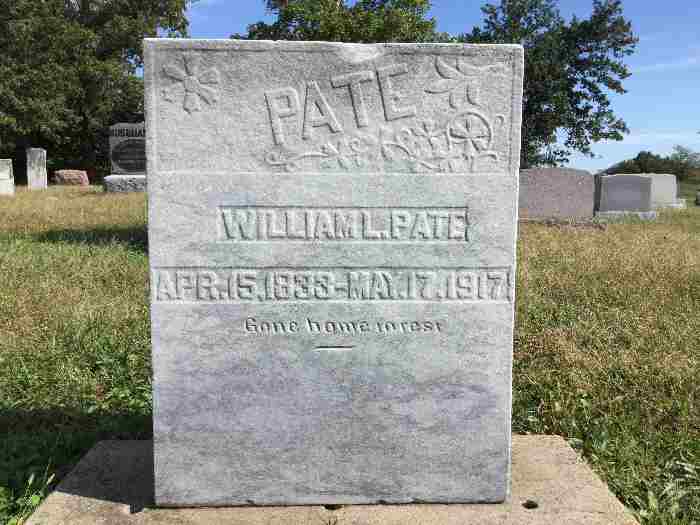 PATE
WILLIAM L. PATE
APR. 15, 1833-MAY. 17, 1917
Gone home to rest